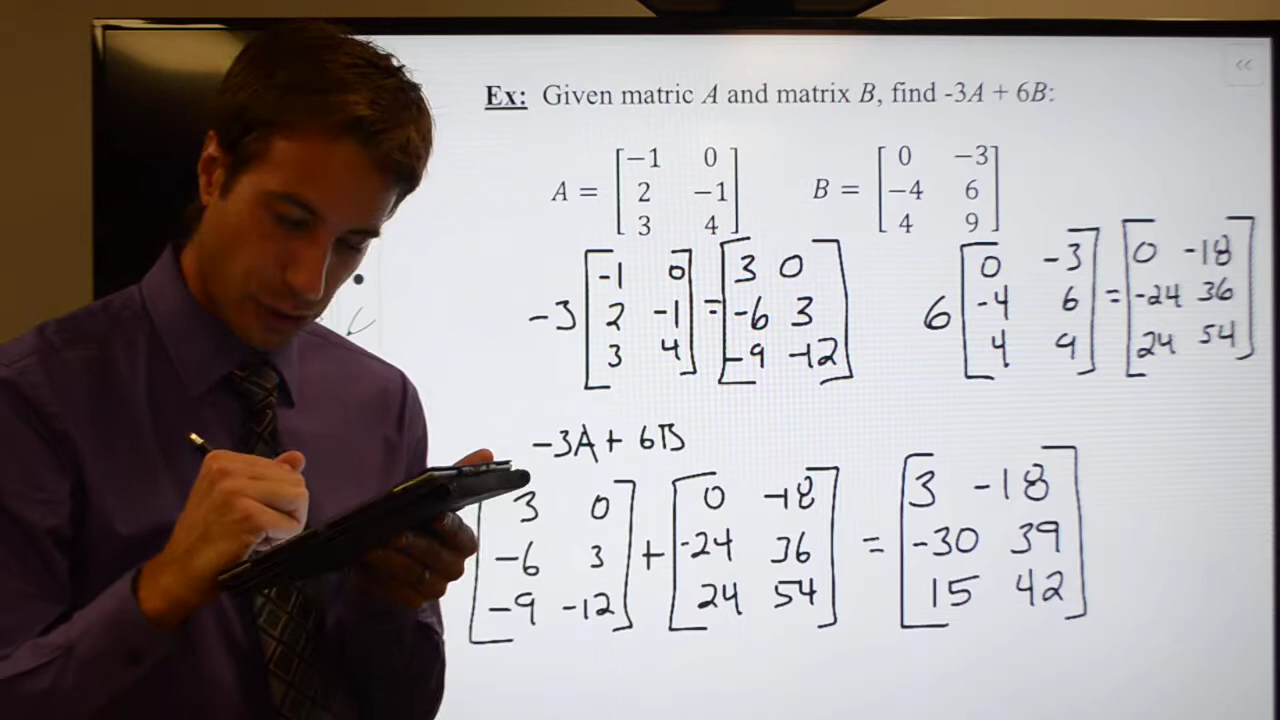 Ex: Given matric A and matrix B, find -3A + 6B:
A = [−1 0
2 −1
3 4]
B = [0 −3
−4 6
4 9]
-3 [-1 0
2 -1
3 4] = [3 0
-6 3
-9 -12]
6 [0 -3
-4 6
4 9] = [0 -18
-24 36
24 54]
-3A + 6B
[3 0
-6 3
-9 -12] + [0 -18
-24 36
24 54] = [3 -18
-30 39
15 42]